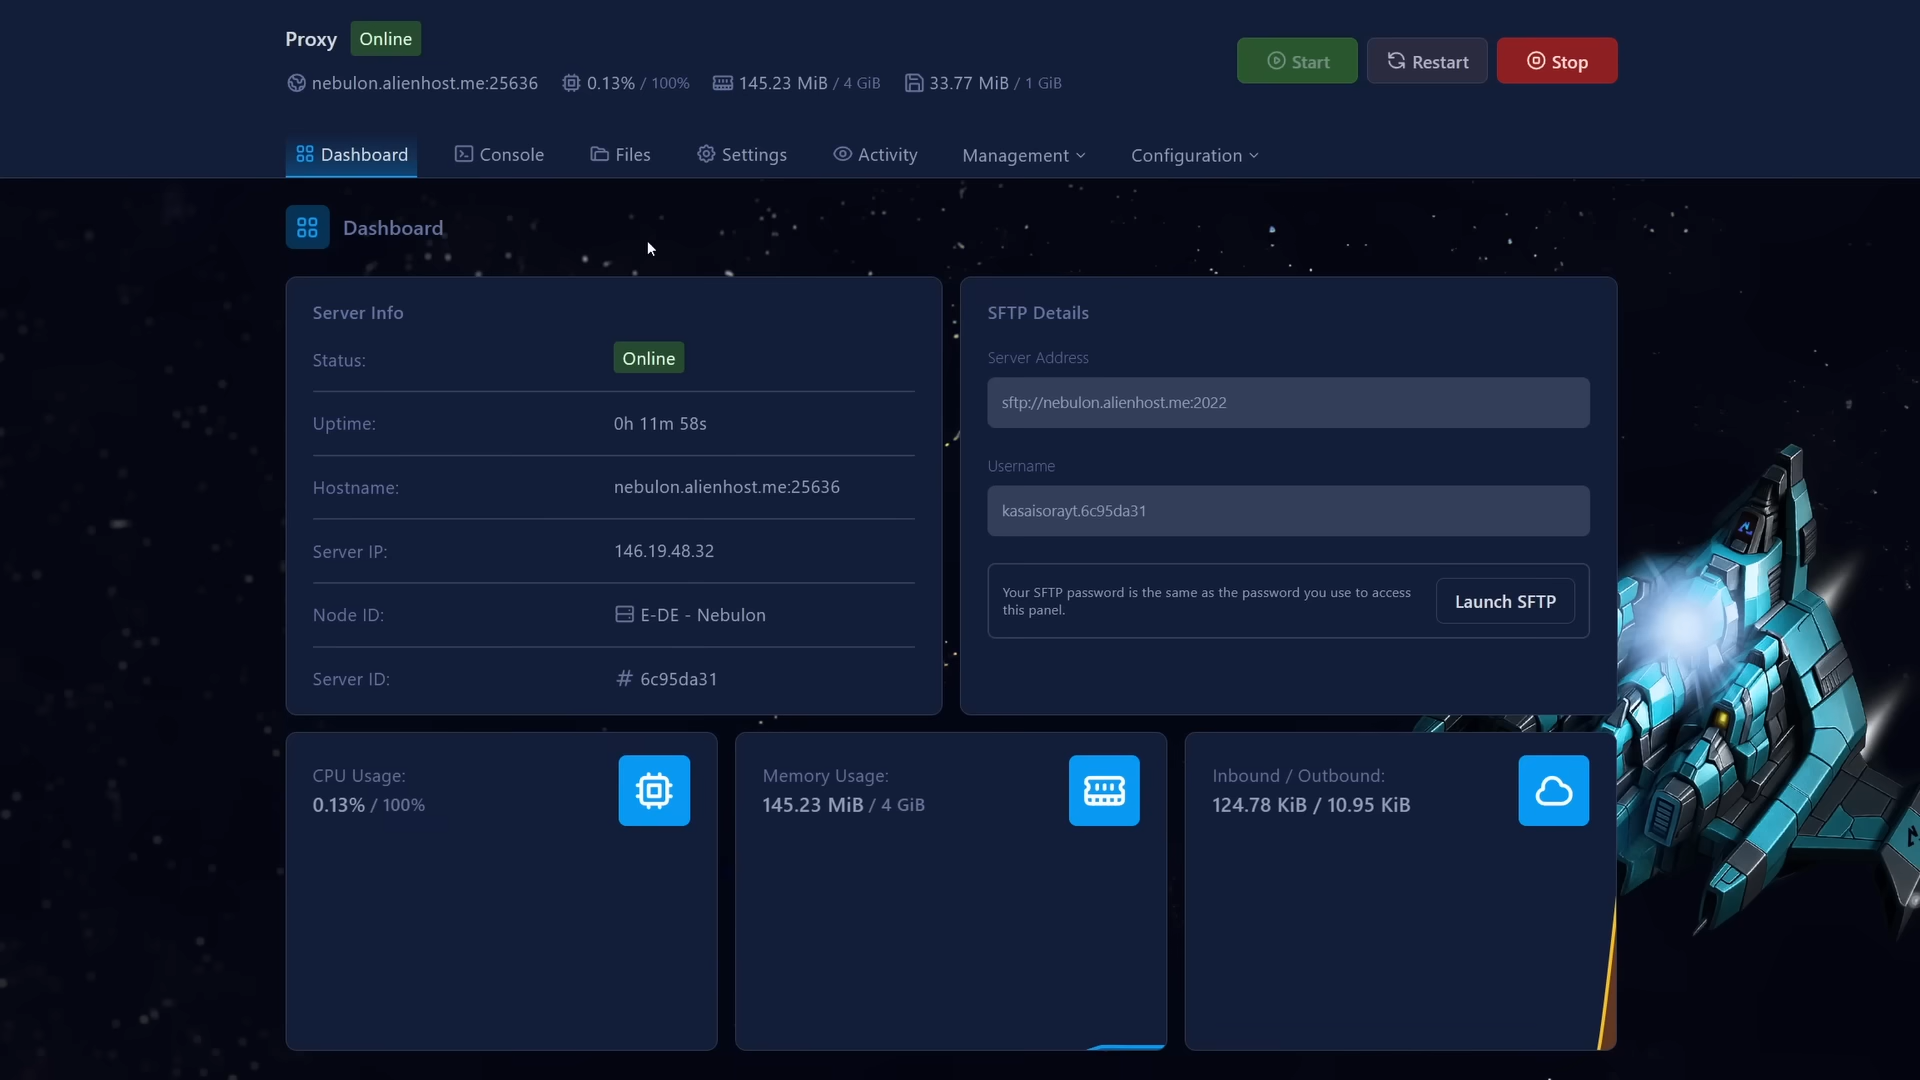 Proxy Online
nebulon.alienhost.me:25636 0.13% / 100% 145.23 MiB / 4 GiB 33.77 MiB / 1 GiB
Start Restart Stop
Dashboard Console Files Settings Activity Management Configuration
Dashboard
Server Info
Status: Online
Uptime: 0h 11m 58s
Hostname: nebulon.alienhost.me:25636
Server IP: 146.19.48.32
Node ID: E-DE - Nebulon
Server ID: # 6c95da31
SFTP Details
Server Address
sftp://nebulon.alienhost.me:2022
Username
kasaisorayt.6c95da31
Your SFTP password is the same as the password you use to access
this panel.
Launch SFTP
CPU Usage:
0.13% / 100%
Memory Usage:
145.23 MiB / 4 GiB
Inbound / Outbound:
124.78 KiB / 10.95 KiB